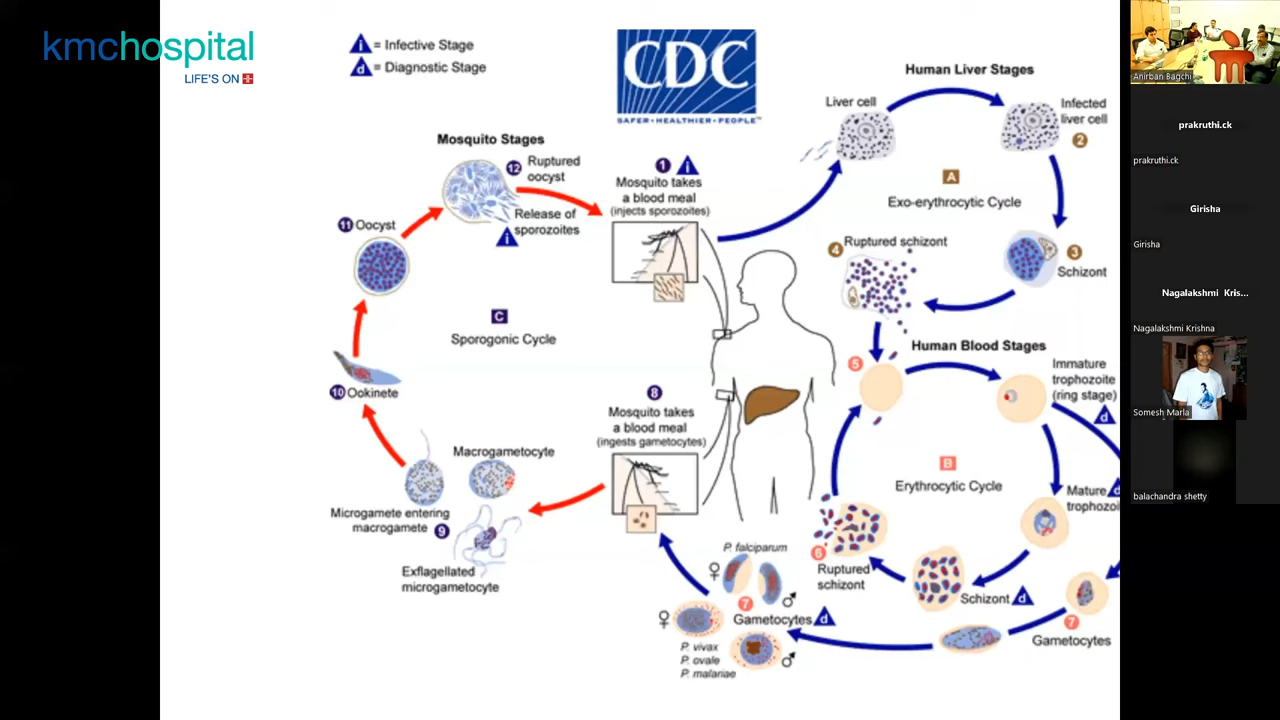 kmchospital
LIFE'S ON
i = Infective Stage
d = Diagnostic Stage
CDC
SAFER•HEALTHIER•PEOPLE™
Mosquito Stages
12 Ruptured
oocyst
Release of
sporozoites
i
11 Oocyst
C
Sporogonic Cycle
10 Ookinete
Macrogametocyte
Microgamete entering
macrogamete 9
Exflagellated
microgametocyte
1 i
Mosquito takes
a blood meal
(injects sporozoites)
8
Mosquito takes
a blood meal
(ingests gametocytes)
Human Liver Stages
Liver cell
Infected
liver cell
2
A
Exo-erythrocytic Cycle
4 Ruptured schizont
3
Schizont
Human Blood Stages
5
Immature
trophozoite
(ring stage)
d
B
Erythrocytic Cycle
Mature d
trophozoi
6
Ruptured
schizont
Schizont d
7
Gametocytes
P. falciparum
♀
♂
7
Gametocytes d
♀
♂
P. vivax
P. ovale
P. malariae
Anirban Bagchi
prakruthi.ck
prakruthi.ck
Girisha
Girisha
Nagalakshmi Kris...
Nagalakshmi Krishna
Somesh Marla
balachandra shetty